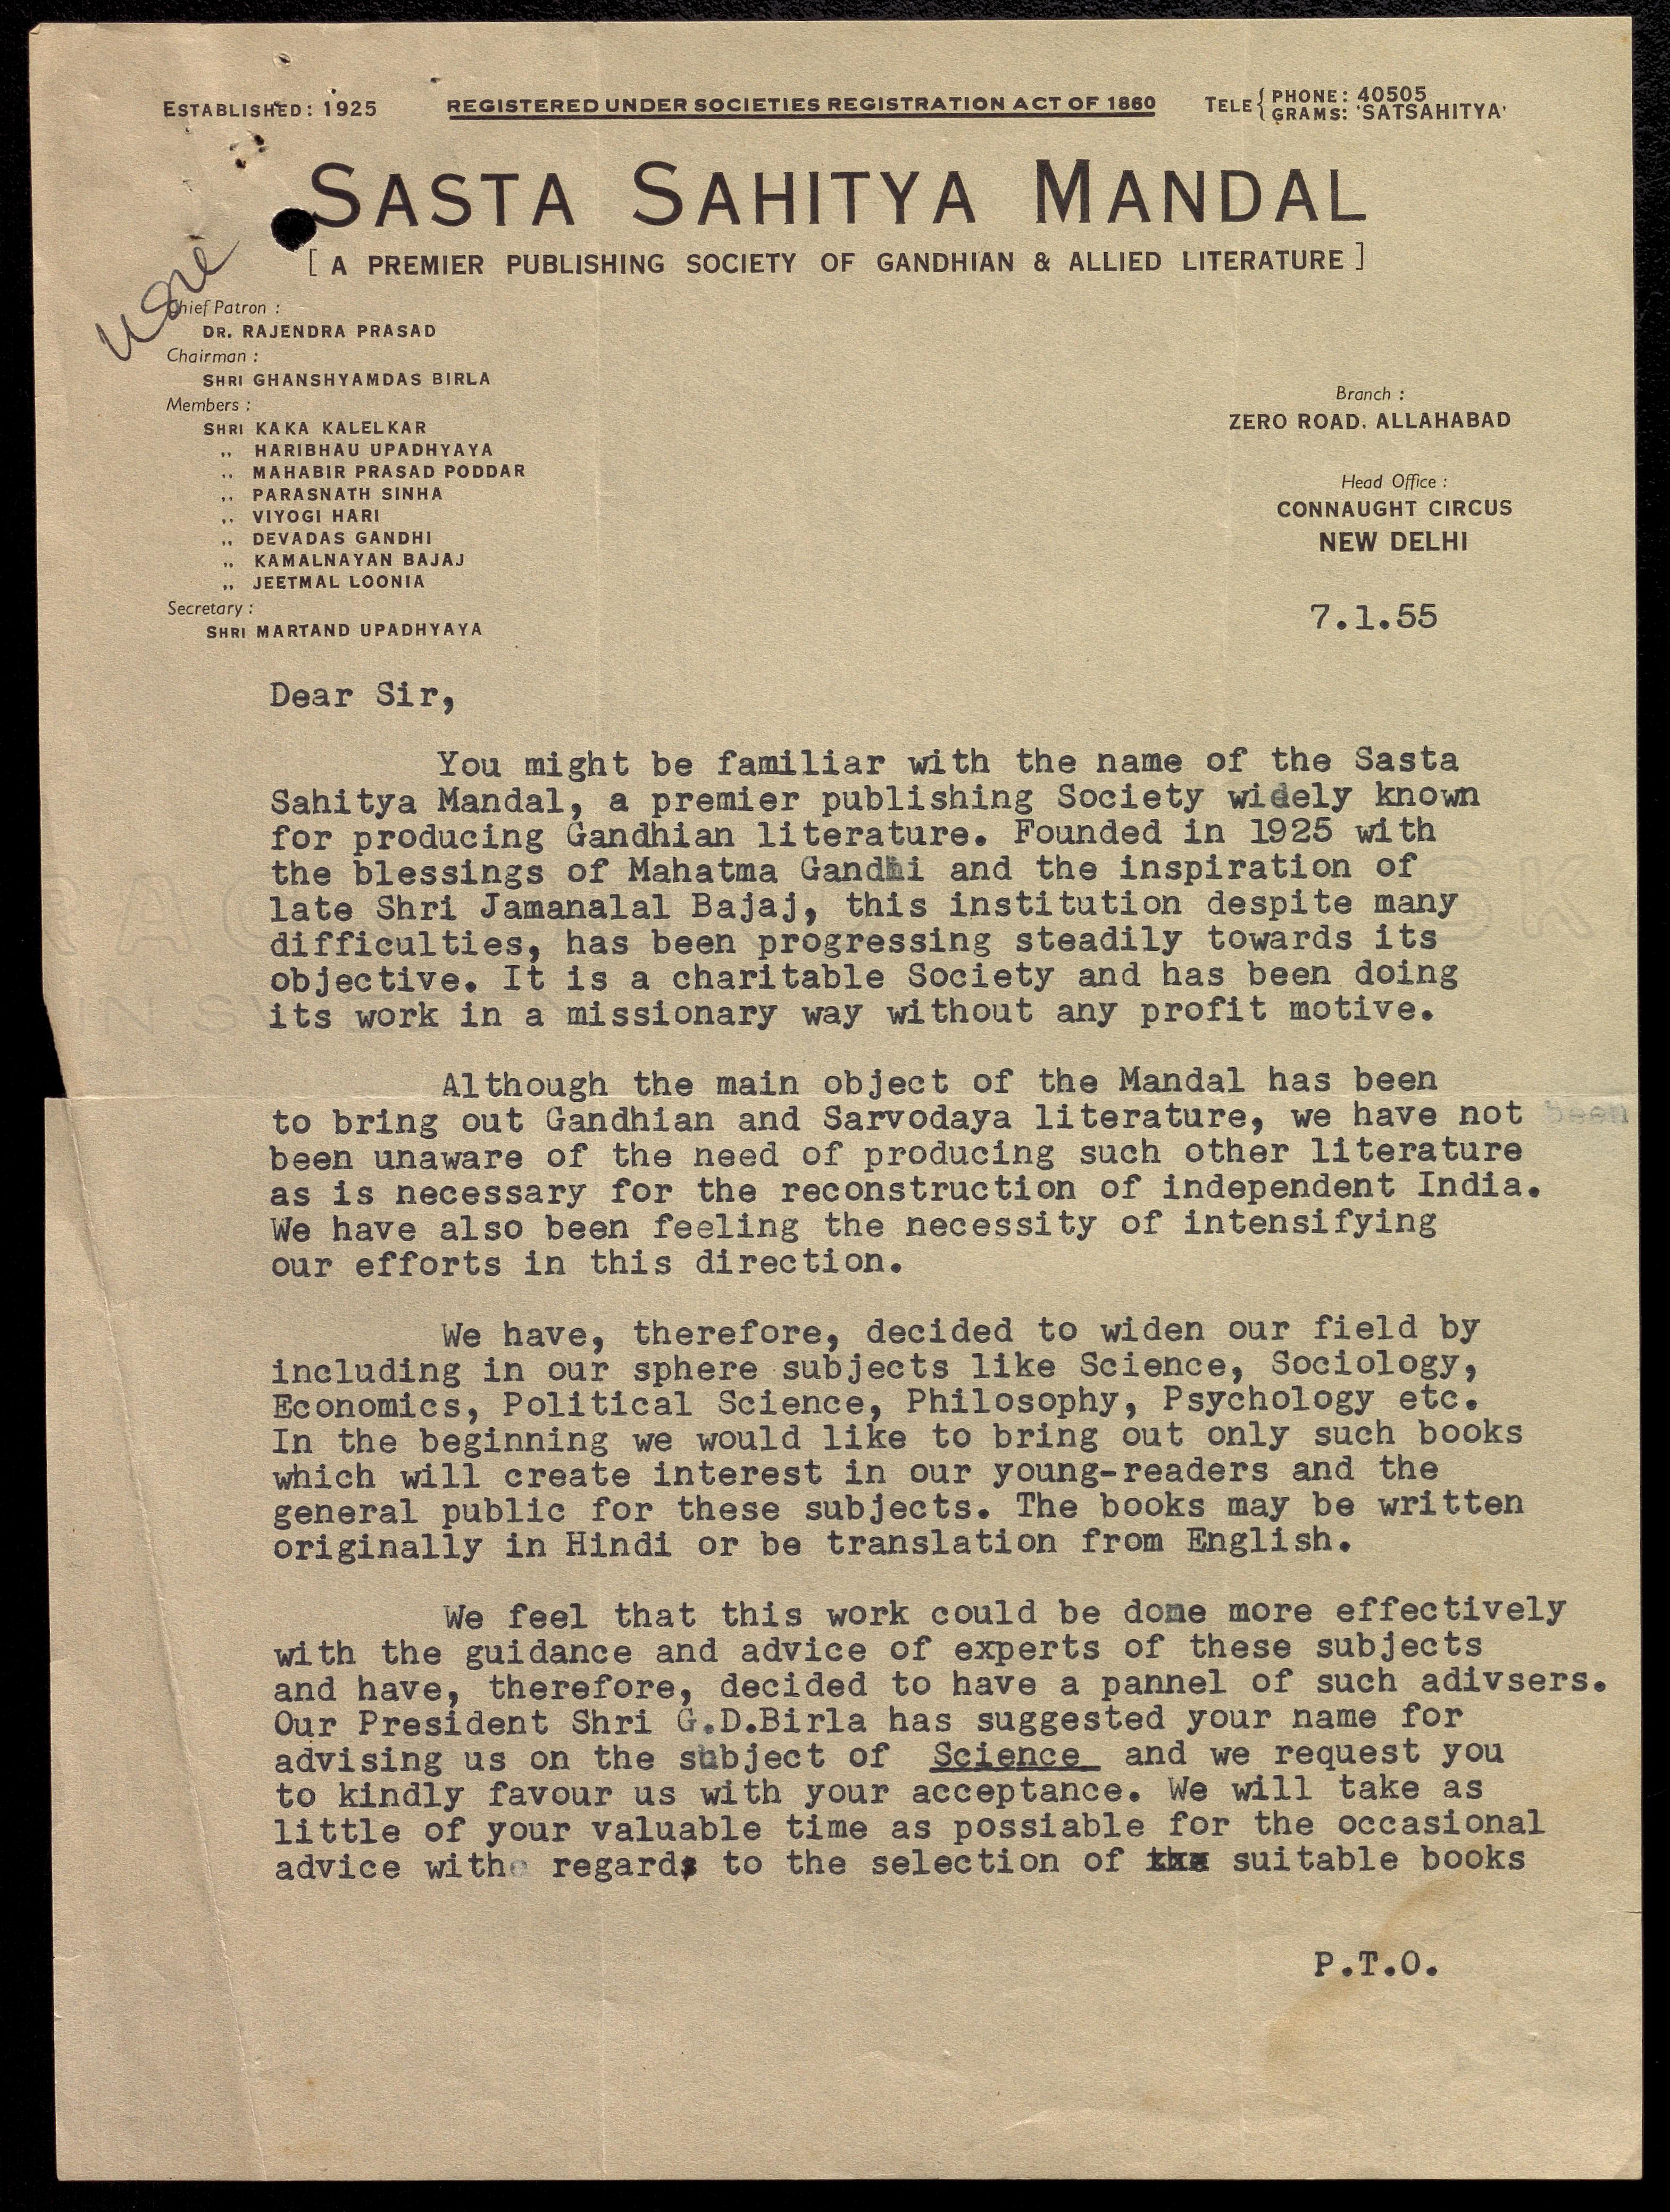 ESTABLISHED: 1925 REGISTERED UNDER SOCIETIES REGISTRATION ACT OF 1860 TELE { PHONE: 40505
GRAMS: 'SATSAHITYA'
SASTA SAHITYA MANDAL
[ A PREMIER PUBLISHING SOCIETY OF GANDHIAN & ALLIED LITERATURE ]
Chief Patron :
DR. RAJENDRA PRASAD
Chairman :
SHRI GHANSHYAMDAS BIRLA
Members :
SHRI KAKA KALELKAR
,, HARIBHAU UPADHYAYA
,, MAHABIR PRASAD PODDAR
,, PARASNATH SINHA
,, VIYOGI HARI
,, DEVADAS GANDHI
,, KAMALNAYAN BAJAJ
,, JEETMAL LOONIA
Secretary :
SHRI MARTAND UPADHYAYA
Branch :
ZERO ROAD. ALLAHABAD
Head Office :
CONNAUGHT CIRCUS
NEW DELHI
7.1.55
Dear Sir,
You might be familiar with the name of the Sasta
Sahitya Mandal, a premier publishing Society widely known
for producing Gandhian literature. Founded in 1925 with
the blessings of Mahatma Gandhi and the inspiration of
late Shri Jamanalal Bajaj, this institution despite many
difficulties, has been progressing steadily towards its
objective. It is a charitable Society and has been doing
its work in a missionary way without any profit motive.
Although the main object of the Mandal has been
to bring out Gandhian and Sarvodaya literature, we have not been
been unaware of the need of producing such other literature
as is necessary for the reconstruction of independent India.
We have also been feeling the necessity of intensifying
our efforts in this direction.
We have, therefore, decided to widen our field by
including in our sphere subjects like Science, Sociology,
Economics, Political Science, Philosophy, Psychology etc.
In the beginning we would like to bring out only such books
which will create interest in our young-readers and the
general public for these subjects. The books may be written
originally in Hindi or be translation from English.
We feel that this work could be done more effectively
with the guidance and advice of experts of these subjects
and have, therefore, decided to have a pannel of such adivsers.
Our President Shri G.D.Birla has suggested your name for
advising us on the subject of Science and we request you
to kindly favour us with your acceptance. We will take as
little of your valuable time as possiable for the occasional
advice with regards to the selection of suitable books
P.T.O.